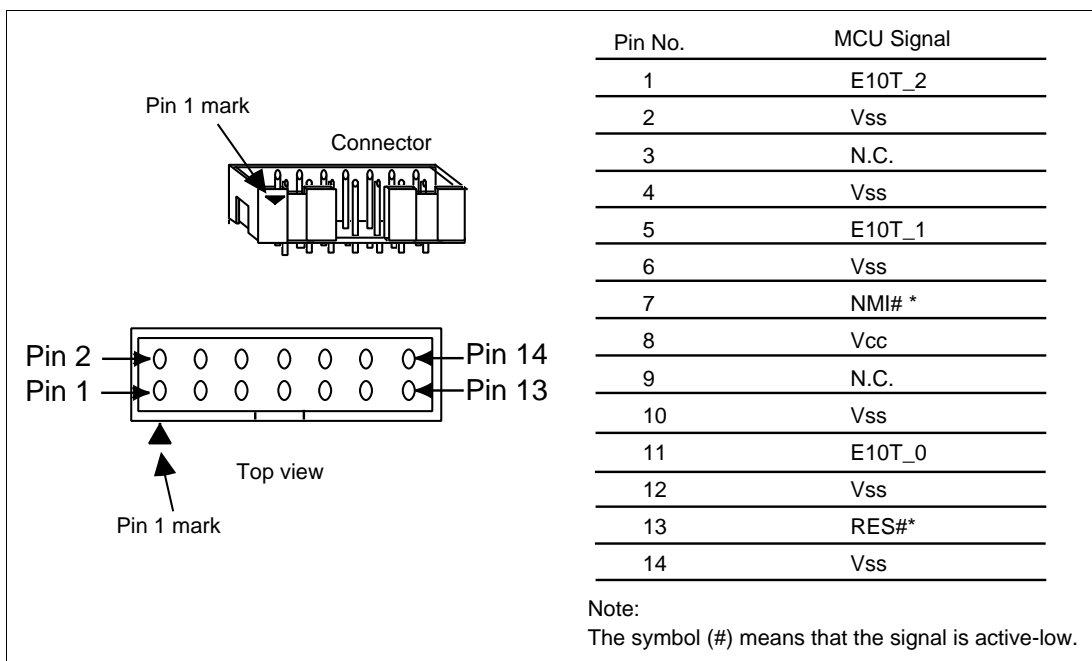 Pin 1 mark
Connector
Pin 2
Pin 14
Pin 1
Pin 13
Top view
Pin 1 mark
Pin No. MCU Signal
1 E10T_2
2 Vss
3 N.C.
4 Vss
5 E10T_1
6 Vss
7 NMI# *
8 Vcc
9 N.C.
10 Vss
11 E10T_0
12 Vss
13 RES#*
14 Vss
Note:
The symbol (#) means that the signal is active-low.